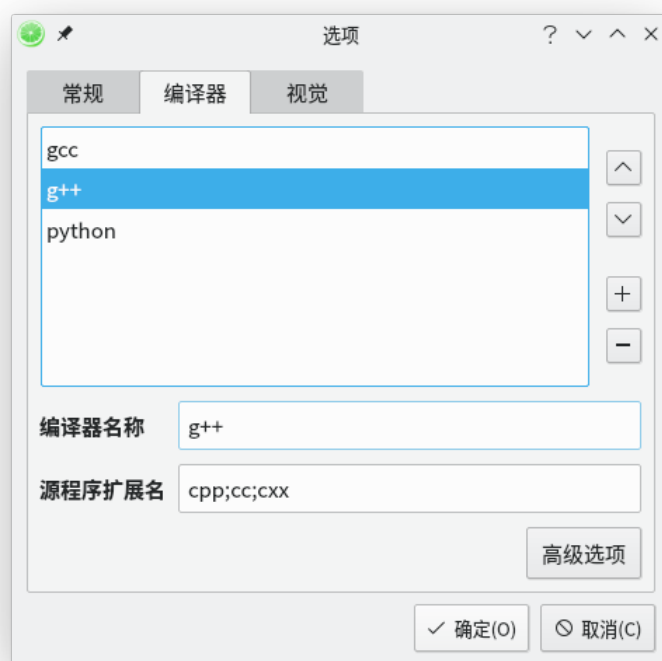 选项
常规 编译器 视觉
gcc
g++
python
编译器名称 g++
源程序扩展名 cpp;cc;cxx
高级选项
确定(O) 取消(C)